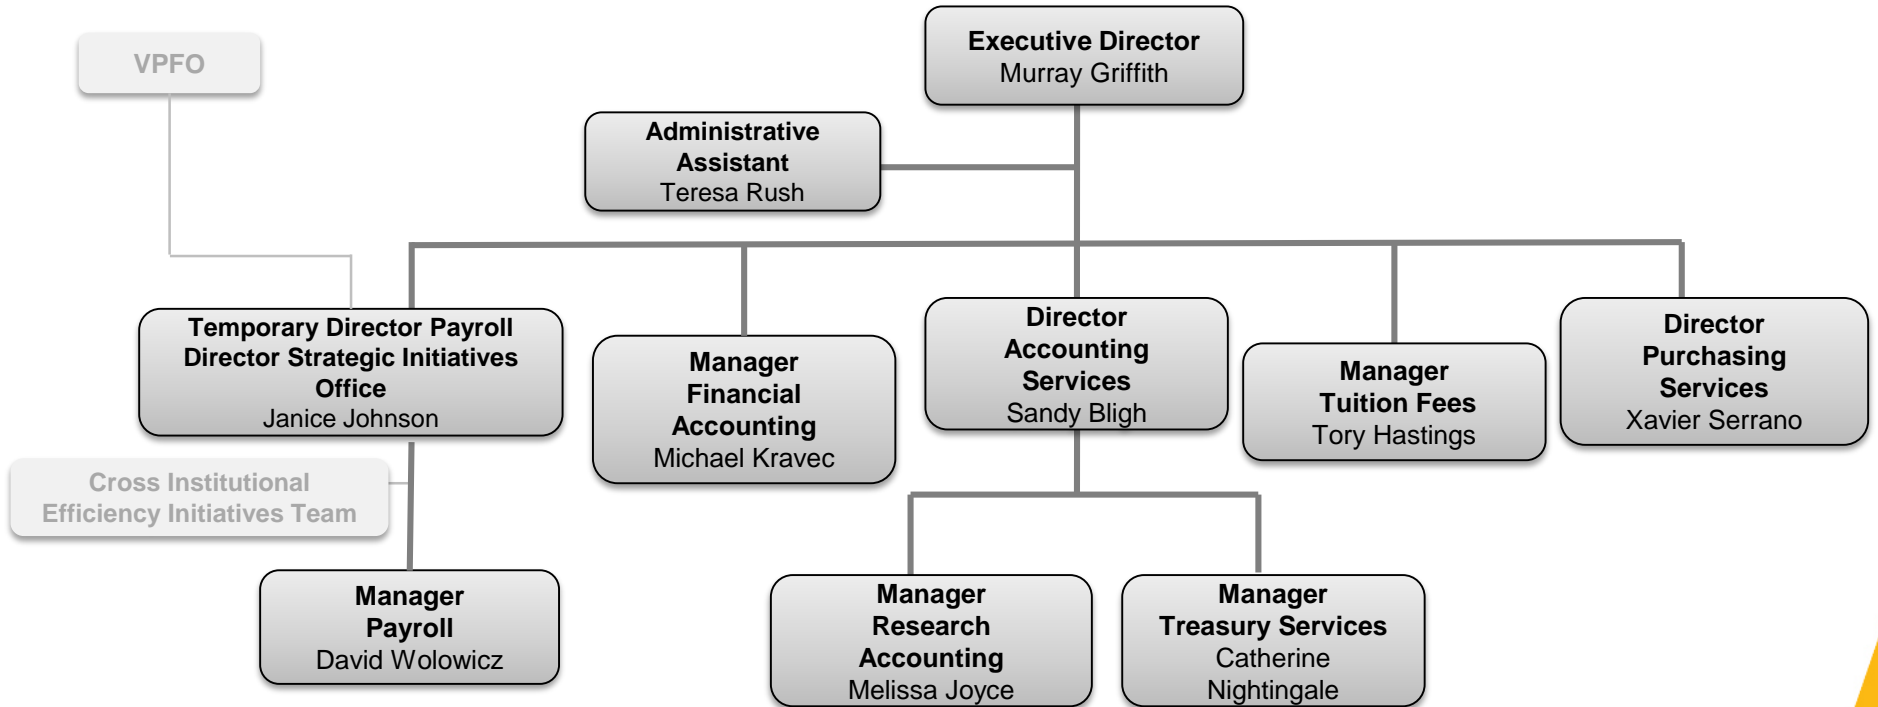 Executive Director
Murray Griffith
VPFO
Administrative
Assistant
Teresa Rush
Temporary Director Payroll
Director Strategic Initiatives
Office
Janice Johnson
Manager
Financial
Accounting
Michael Kravec
Director
Accounting
Services
Sandy Bligh
Manager
Tuition Fees
Tory Hastings
Director
Purchasing
Services
Xavier Serrano
Cross Institutional
Efficiency Initiatives Team
Manager
Payroll
David Wolowicz
Manager
Research
Accounting
Melissa Joyce
Manager
Treasury Services
Catherine
Nightingale